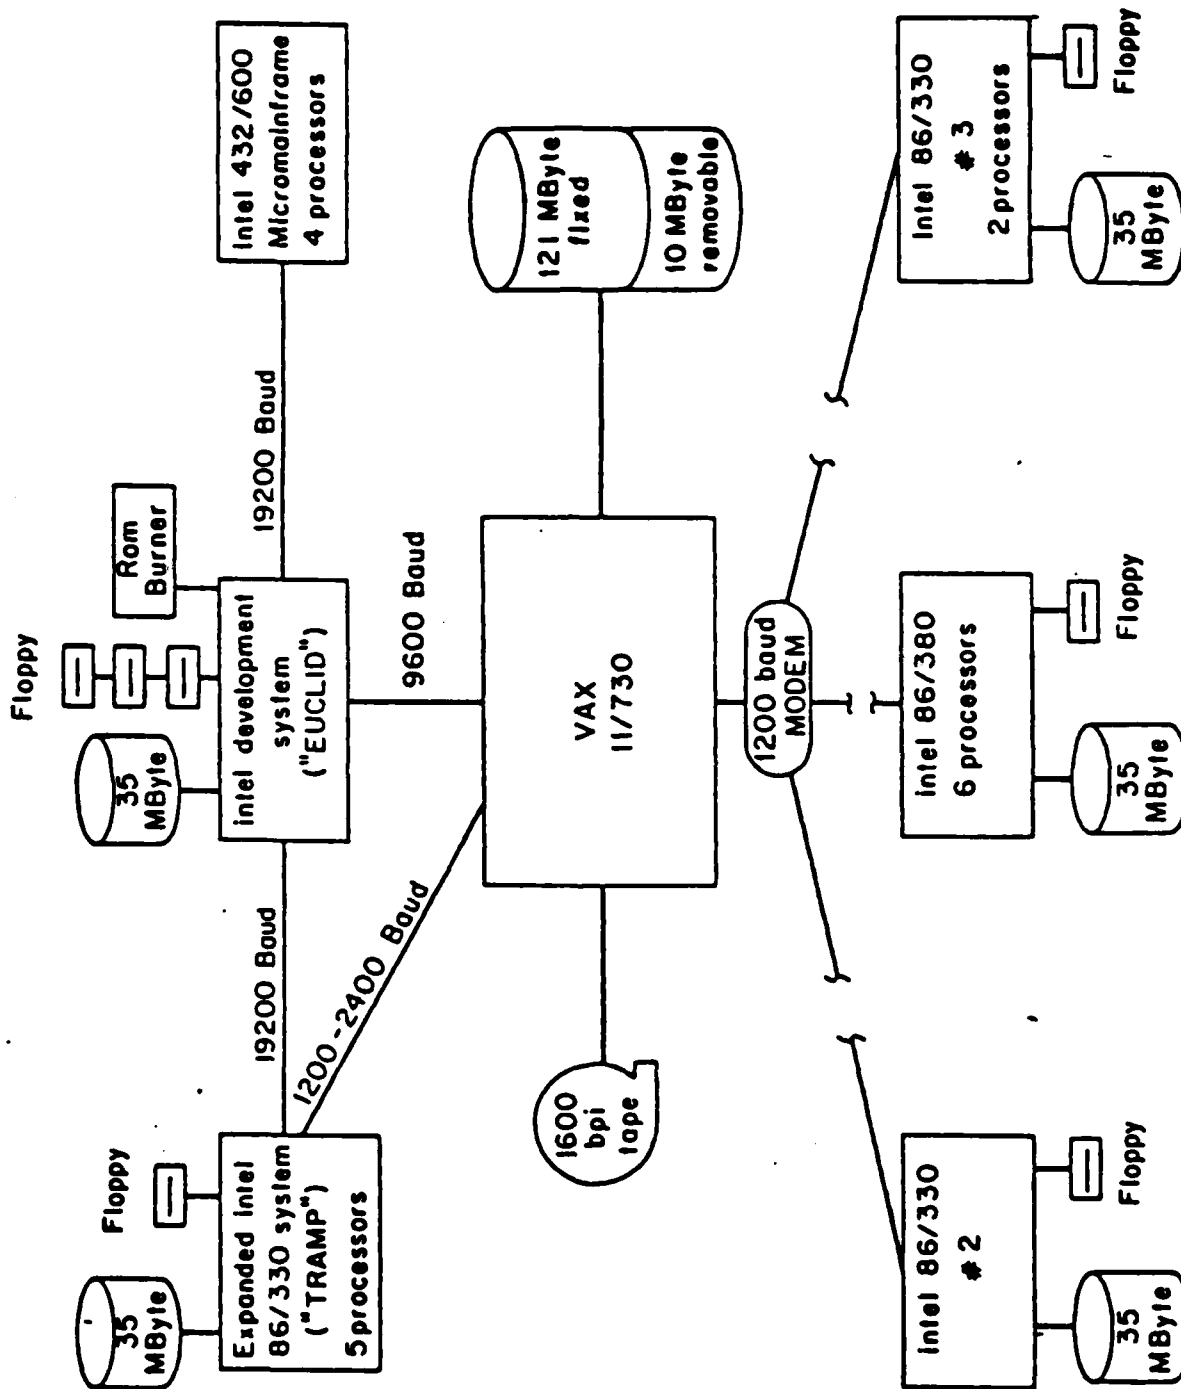 35
MByte
Floppy
Expanded Intel
86/330 system
("TRAMP")
5 processors
19200 Baud
1200-2400 Baud
Floppy
35
MByte
Rom
Burner
intel development
system
("EUCLID")
19200 Baud
Intel 432/600
Micromainframe
4 processors
9600 Baud
1600
bpi
tape
VAX
11/730
121 MByte
fixed
10 MByte
removable
1200 baud
MODEM
Intel 86/330
#2
35
MByte
Floppy
Intel 86/380
6 processors
35
MByte
Floppy
Intel 86/330
#3
2 processors
35
MByte
Floppy